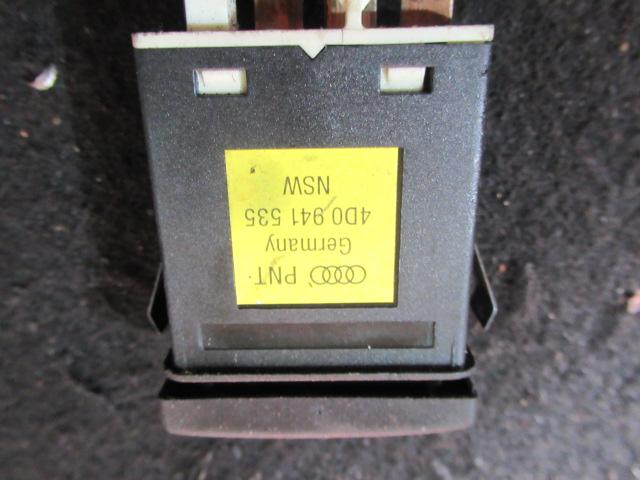 PNT
Germany
4D0 941 535
NSW